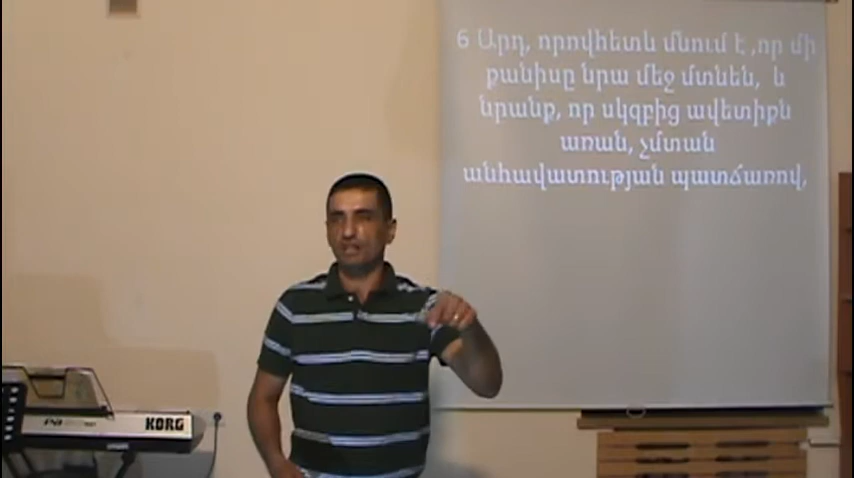 6 Արդ, որովհետև մնում է ,որ մի
քանիսը նրա մեջ մտնեն, և
նրանք, որ սկզբից ավետիքն
առան, չմտան
անհավատության պատճառով,
KORG